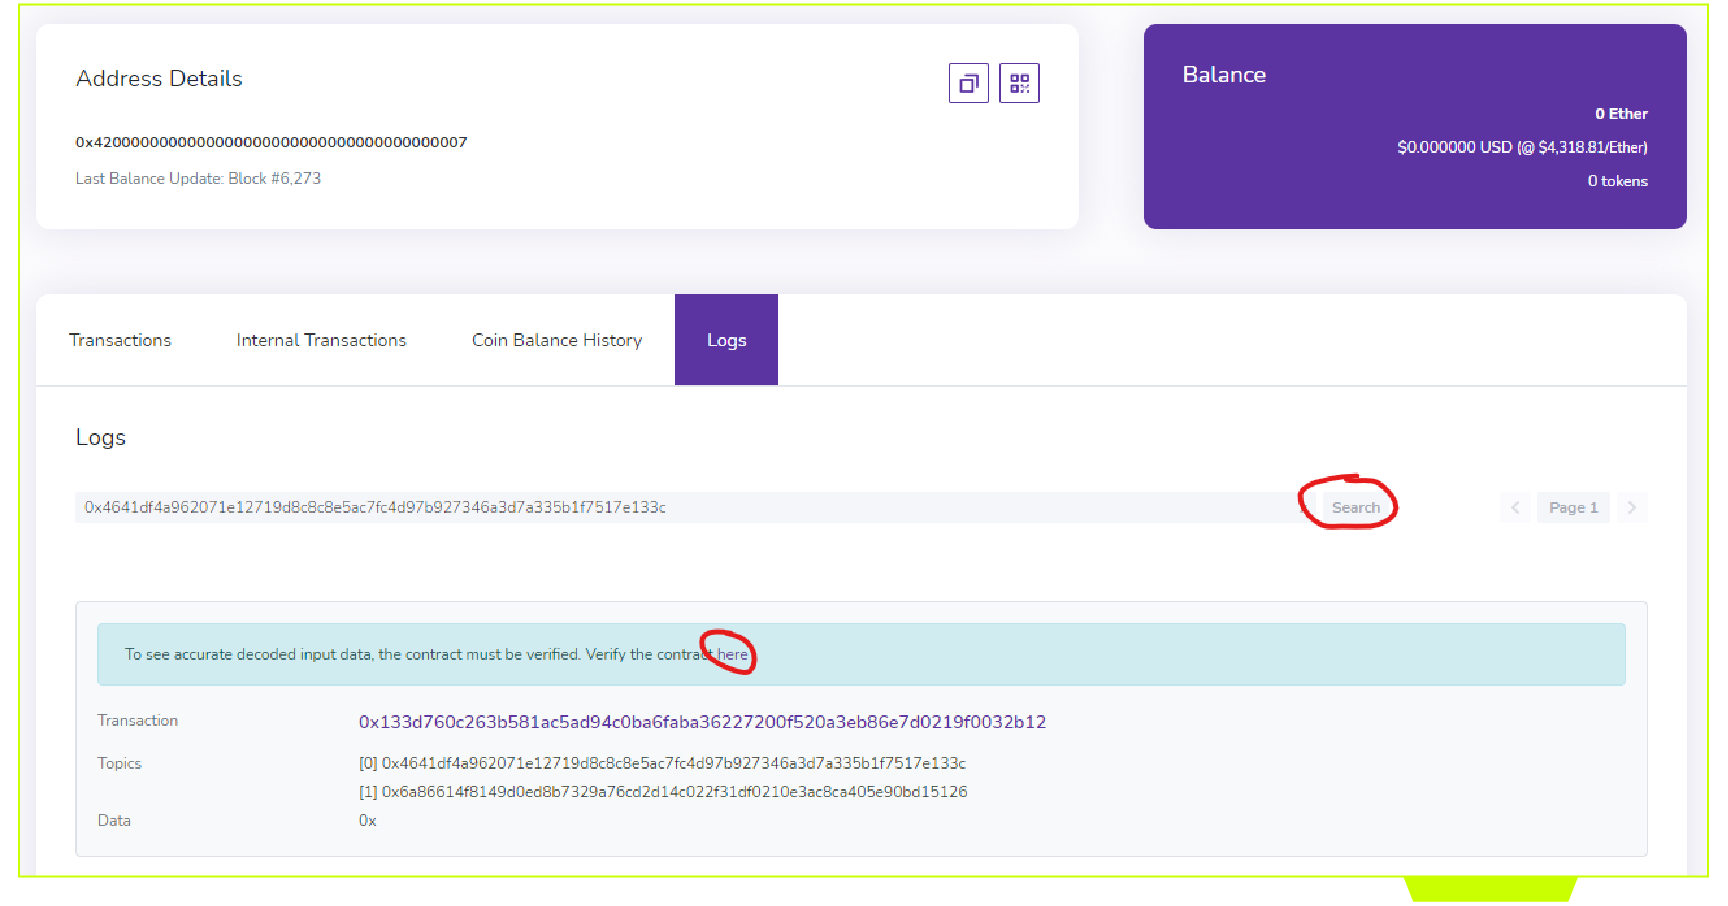 Address Details
0x4200000000000000000000000000000000000007
Last Balance Update: Block #6,273
Balance
0 Ether
$0.000000 USD (@ $4,318.81/Ether)
0 tokens
Transactions
Internal Transactions
Coin Balance History
Logs
Logs
0x4641df4a962071e12719d8c8c8e5ac7fc4d97b927346a3d7a335b1f7517e133c
Search
< Page 1 >
To see accurate decoded input data, the contract must be verified. Verify the contract here
Transaction 0x133d760c263b581ac5ad94c0ba6faba36227200f520a3eb86e7d0219f0032b12
Topics [0] 0x4641df4a962071e12719d8c8c8e5ac7fc4d97b927346a3d7a335b1f7517e133c
[1] 0x6a86614f8149d0ed8b7329a76cd2d14c022f31df0210e3ac8ca405e90bd15126
Data 0x